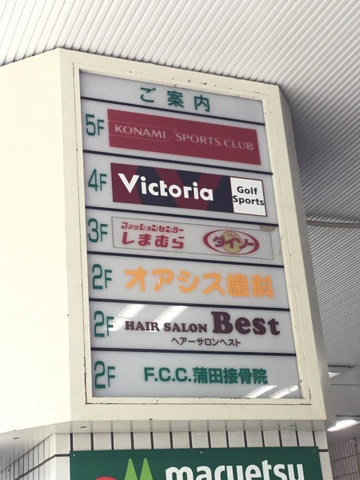 ご案内
5F KONAMI SPORTS CLUB
4F Victoria Golf Sports
3F ファッションセンター しまむら ザ ダイソー
2F オアシス歯科
2F HAIR SALON Best
ヘアーサロンベスト
2F F.C.C.蒲田接骨院
maruetsu